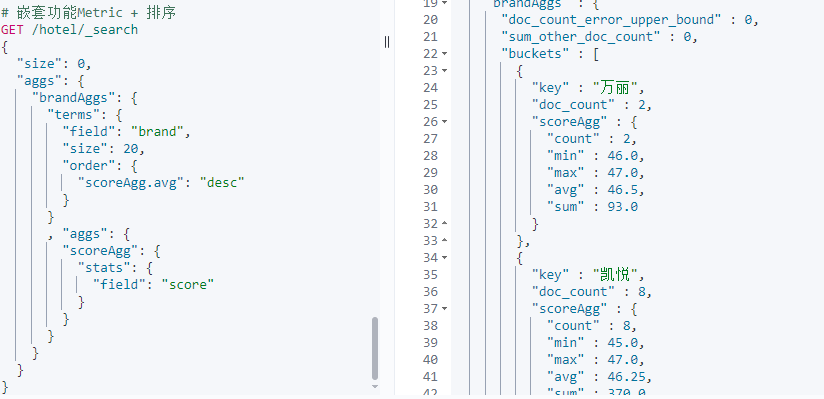 # 嵌套功能Metric + 排序
GET /hotel/_search
{
"size": 0,
"aggs": {
"brandAggs": {
"terms": {
"field": "brand",
"size": 20,
"order": {
"scoreAgg.avg": "desc"
}
}
, "aggs": {
"scoreAgg": {
"stats": {
"field": "score"
}
}
}
}
}
}
19 "brandAggs" : {
20 "doc_count_error_upper_bound" : 0,
21 "sum_other_doc_count" : 0,
22 "buckets" : [
23 {
24 "key" : "万丽",
25 "doc_count" : 2,
26 "scoreAgg" : {
27 "count" : 2,
28 "min" : 46.0,
29 "max" : 47.0,
30 "avg" : 46.5,
31 "sum" : 93.0
32 }
33 },
34 {
35 "key" : "凯悦",
36 "doc_count" : 8,
37 "scoreAgg" : {
38 "count" : 8,
39 "min" : 45.0,
40 "max" : 47.0,
41 "avg" : 46.25,
42 "sum" : 370.0